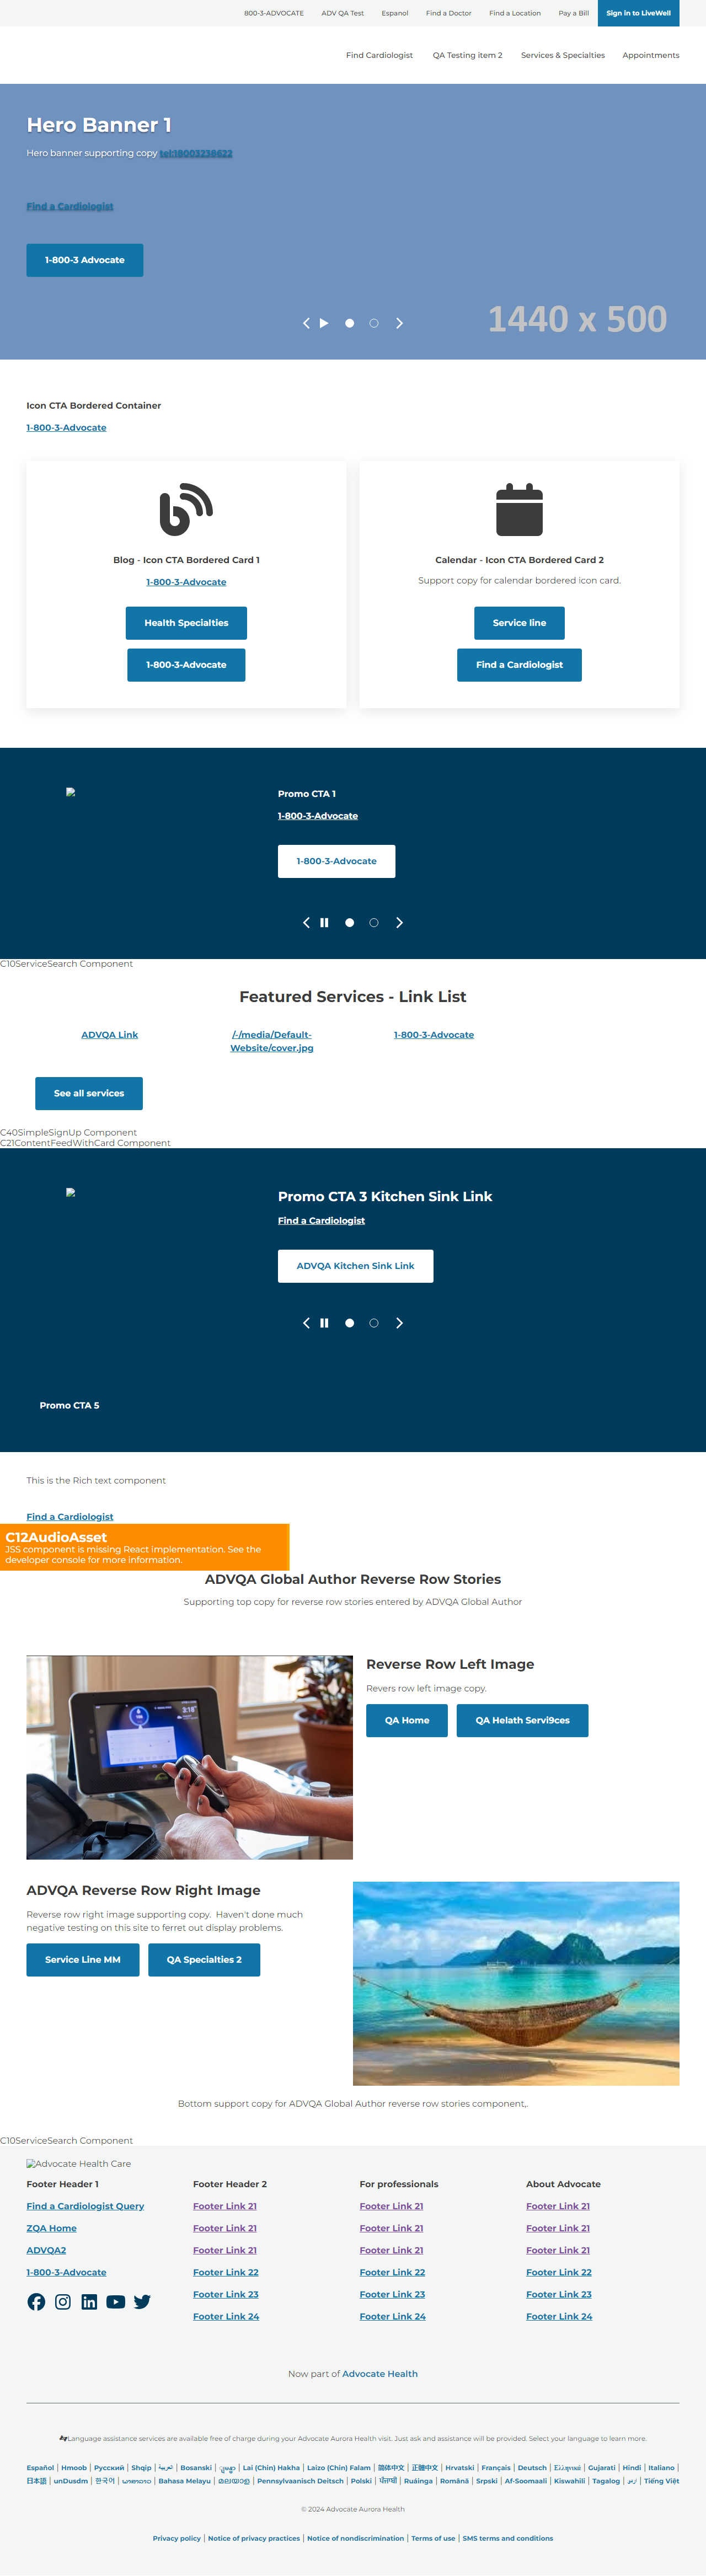 800-3-ADVOCATE ADV QA Test Espanol Find a Doctor Find a Location Pay a Bill Sign in to LiveWell
Find Cardiologist QA Testing item 2 Services & Specialties Appointments
Hero Banner 1
Hero banner supporting copy tel:18003238622
Find a Cardiologist
1-800-3 Advocate
1440 x 500
Icon CTA Bordered Container
1-800-3-Advocate
Blog - Icon CTA Bordered Card 1
1-800-3-Advocate
Health Specialties
1-800-3-Advocate
Calendar - Icon CTA Bordered Card 2
Support copy for calendar bordered icon card.
Service line
Find a Cardiologist
Promo CTA 1
1-800-3-Advocate
1-800-3-Advocate
C10ServiceSearch Component
Featured Services - Link List
ADVQA Link
/-/media/Default-
Website/cover.jpg
1-800-3-Advocate
See all services
C40SimpleSignUp Component
C21ContentFeedWithCard Component
Promo CTA 3 Kitchen Sink Link
Find a Cardiologist
ADVQA Kitchen Sink Link
Promo CTA 5
This is the Rich text component
Find a Cardiologist
C12AudioAsset
JSS component is missing React implementation. See the
developer console for more information.
ADVQA Global Author Reverse Row Stories
Supporting top copy for reverse row stories entered by ADVQA Global Author
3:18
Reverse Row Left Image
Revers row left image copy.
QA Home QA Helath Servi9ces
ADVQA Reverse Row Right Image
Reverse row right image supporting copy. Haven't done much
negative testing on this site to ferret out display problems.
Service Line MM QA Specialties 2
Bottom support copy for ADVQA Global Author reverse row stories component,.
C10ServiceSearch Component
Advocate Health Care
Footer Header 1
Find a Cardiologist Query
ZQA Home
ADVQA2
1-800-3-Advocate
Footer Header 2
Footer Link 21
Footer Link 21
Footer Link 21
Footer Link 22
Footer Link 23
Footer Link 24
For professionals
Footer Link 21
Footer Link 21
Footer Link 21
Footer Link 22
Footer Link 23
Footer Link 24
About Advocate
Footer Link 21
Footer Link 21
Footer Link 21
Footer Link 22
Footer Link 23
Footer Link 24
Now part of Advocate Health
Language assistance services are available free of charge during your Advocate Aurora Health visit. Just ask and assistance will be provided. Select your language to learn more.
Español | Hmoob | Русский | Shqip | العربية | Bosanski | Lai (Chin) Hakha | Laizo (Chin) Falam | 简体中文 | 正體中文 | Hrvatski | Français | Deutsch | Ελληνικά | Gujarati | Hindi | Italiano |
日本語 | unDusdm | 한국어 | ພາສາລາວ | Bahasa Melayu | മലയാളി | Pennsylvaanisch Deitsch | Polski | ਪੰਜਾਬੀ | Ruáinga | Română | Srpski | Af-Soomaali | Kiswahili | Tagalog | اردو | Tiếng Việt
© 2024 Advocate Aurora Health
Privacy policy | Notice of privacy practices | Notice of nondiscrimination | Terms of use | SMS terms and conditions